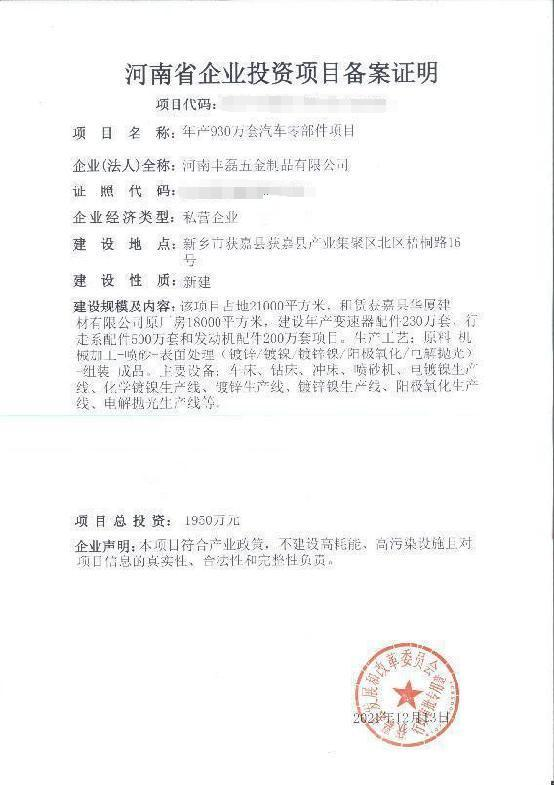 河南省企业投资项目备案证明
项目代码:
项目名称: 年产930万套汽车零部件项目
企业(法人)全称: 河南丰磊五金制品有限公司
证照代码:
企业经济类型: 私营企业
建设地点: 新乡市获嘉县获嘉县产业集聚区北区梧桐路16
号
建设性质: 新建
建设规模及内容: 该项目占地21000平方米，租赁获嘉县华厦建
材有限公司原厂房18000平方米，建设年产变速器配件230万套、行
走系配件500万套和发动机配件200万套项目。生产工艺：原料-机
械加工-喷砂-表面处理（镀锌/镀镍/镀锌镍/阳极氧化/电解抛光）
-组装-成品。主要设备：车床、钻床、冲床、喷砂机、电镀镍生产
线、化学镀镍生产线、镀锌生产线、镀锌镍生产线、阳极氧化生产
线、电解抛光生产线等。
项目总投资: 1950万元
企业声明: 本项目符合产业政策，不建设高耗能、高污染设施且对
项目信息的真实性、合法性和完整性负责。
发展和改革委员会
2021年12月13日